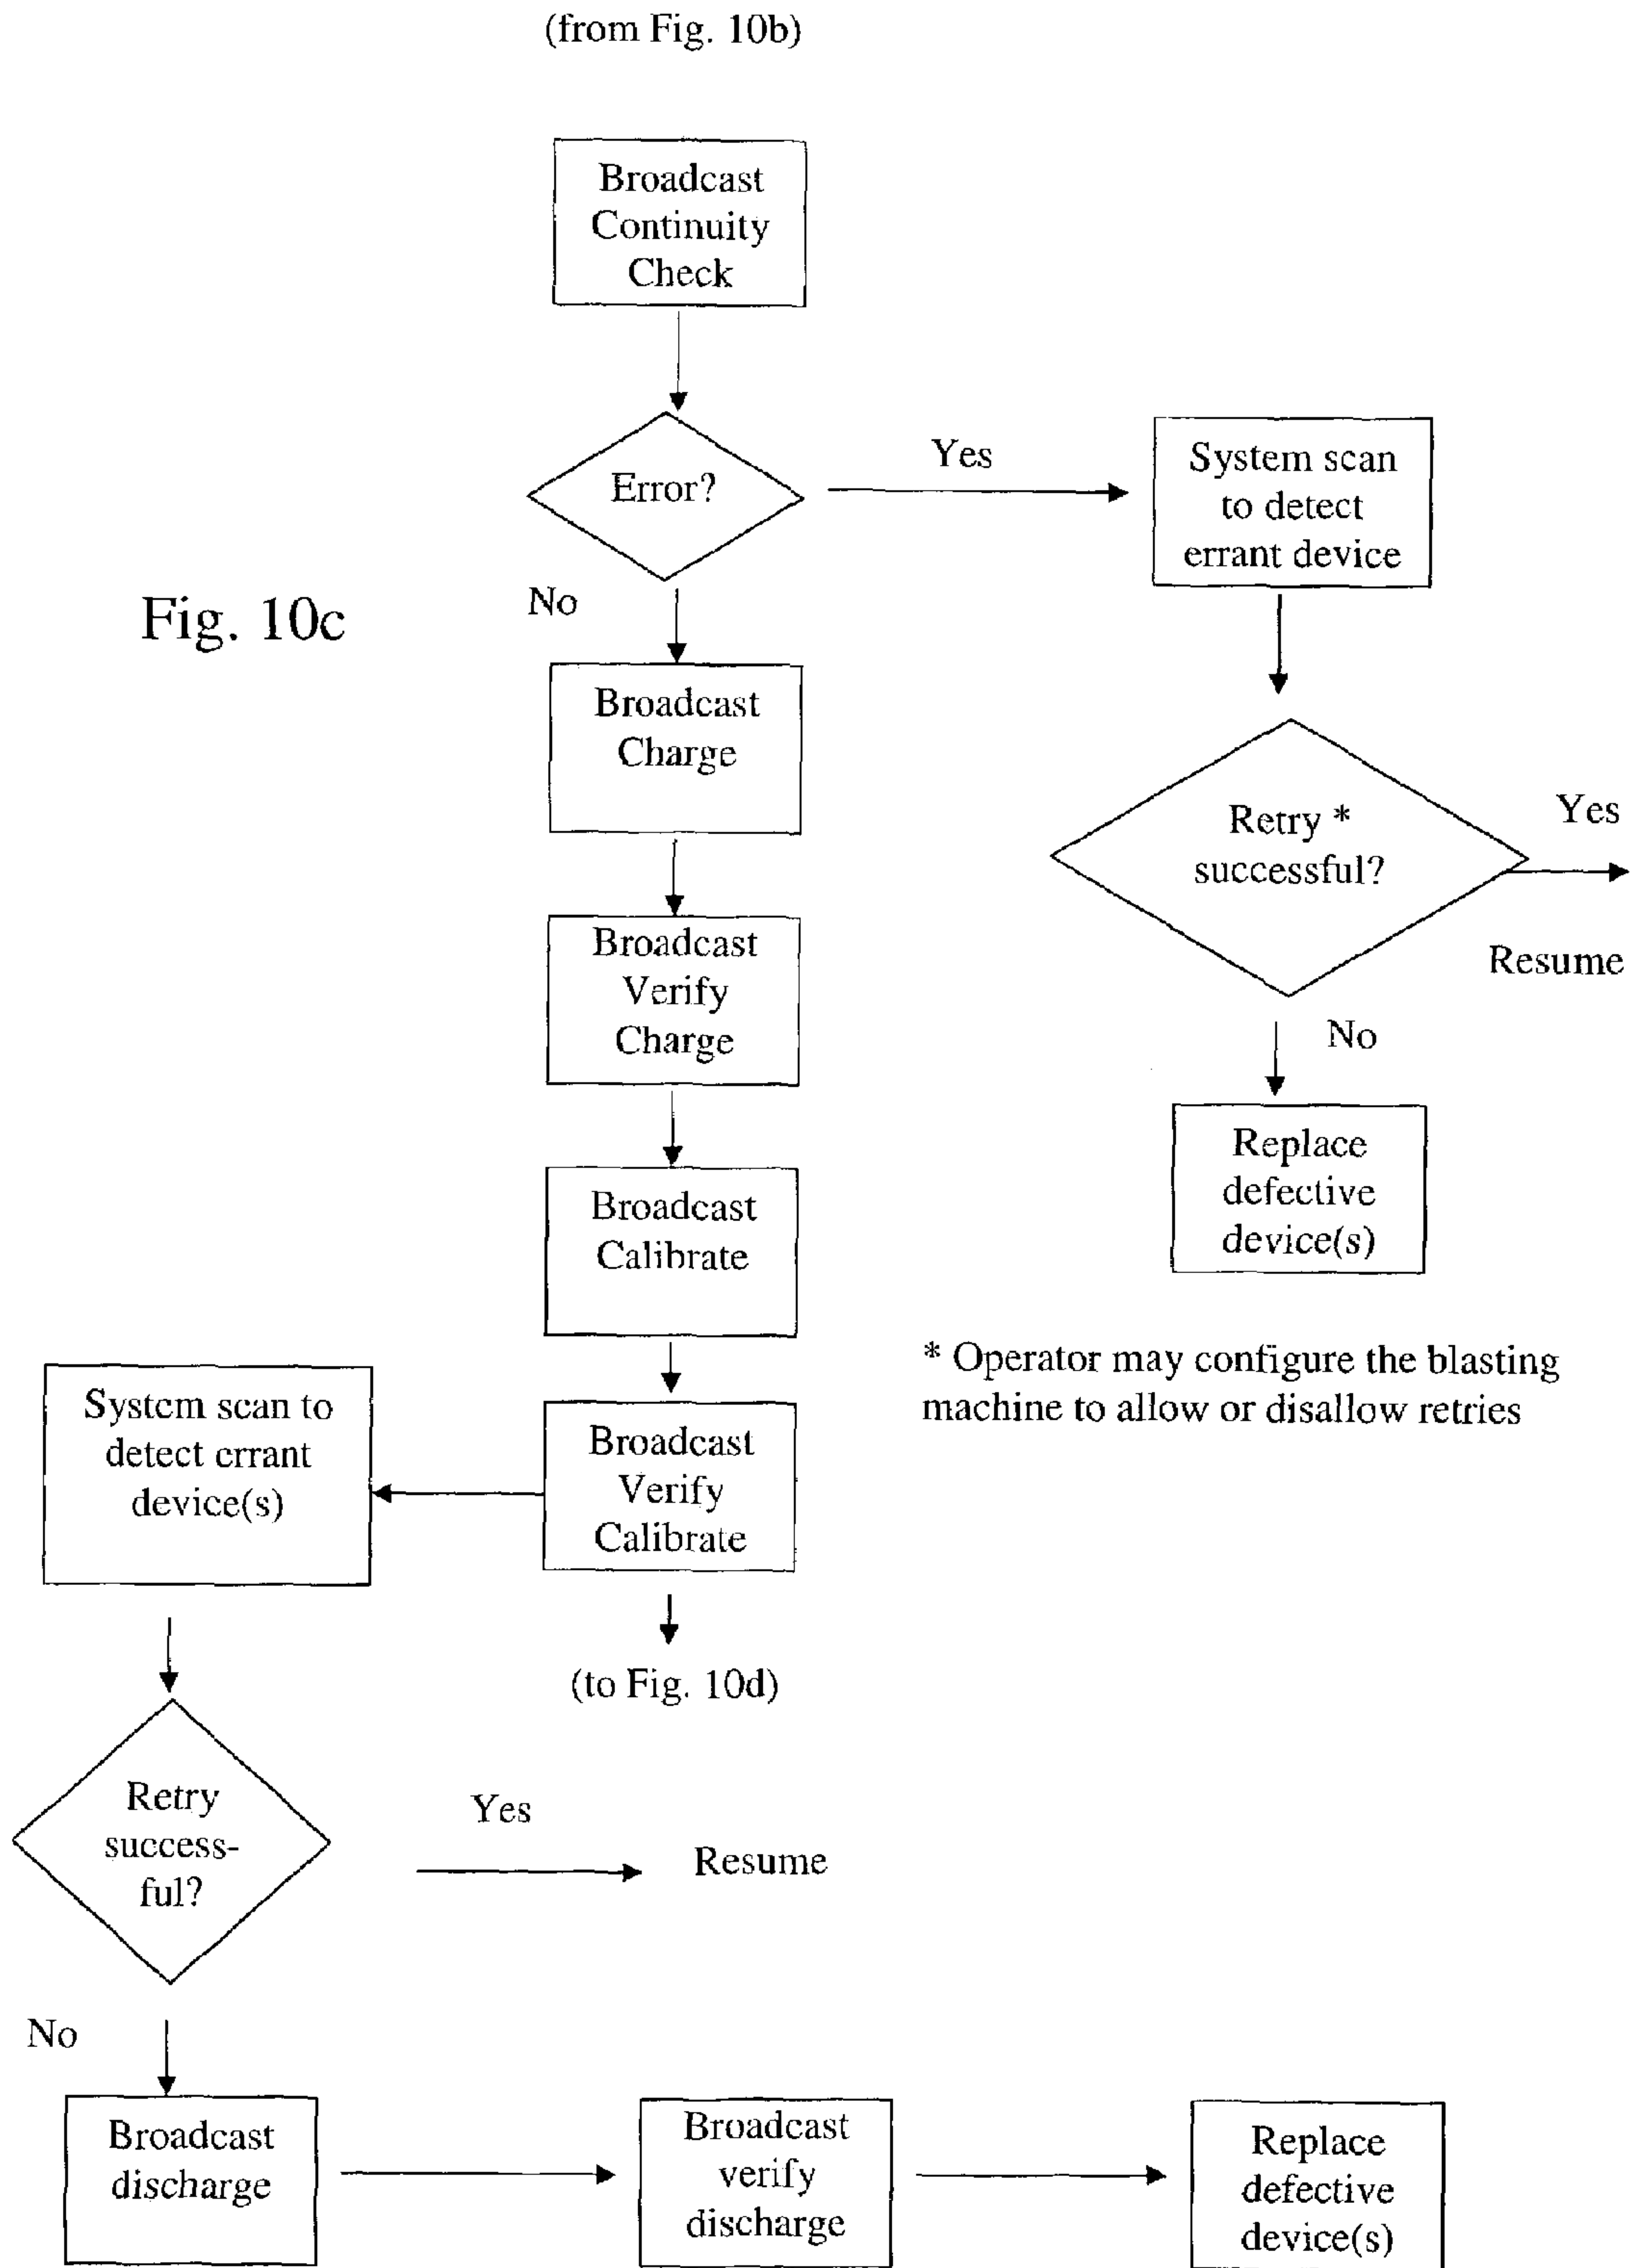 (from Fig. 10b)
Broadcast
Continuity
Check
Error?
Yes
System scan
to detect
errant device
No
Fig. 10c
Broadcast
Charge
Retry *
successful?
Yes
Resume
Broadcast
Verify
Charge
No
Replace
defective
device(s)
Broadcast
Calibrate
* Operator may configure the blasting
machine to allow or disallow retries
System scan to
detect errant
device(s)
Broadcast
Verify
Calibrate
(to Fig. 10d)
Retry
success-
ful?
Yes
Resume
No
Broadcast
discharge
Broadcast
verify
discharge
Replace
defective
device(s)